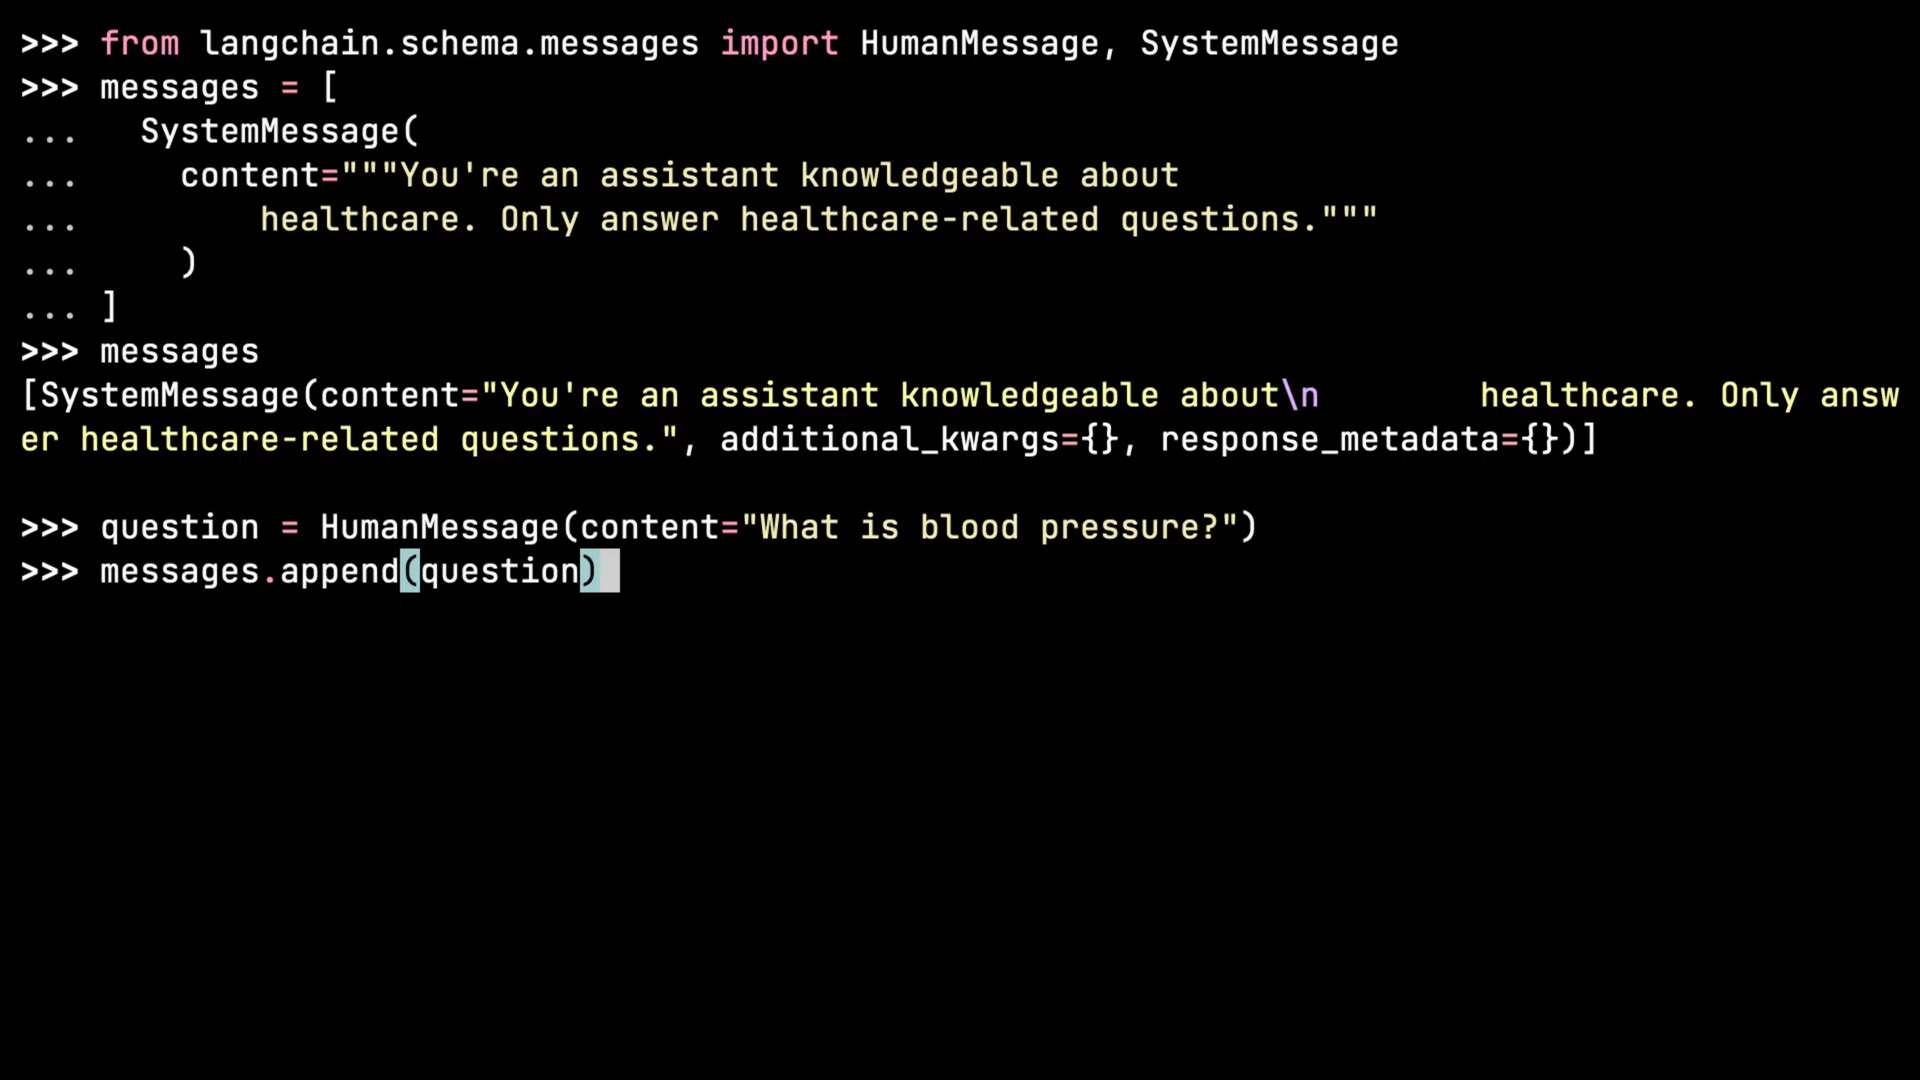 >>> from langchain.schema.messages import HumanMessage, SystemMessage
>>> messages = [
...   SystemMessage(
...     content="""You're an assistant knowledgeable about
...         healthcare. Only answer healthcare-related questions."""
...     )
... ]
>>> messages
[SystemMessage(content="You're an assistant knowledgeable about\n        healthcare. Only answ
er healthcare-related questions.", additional_kwargs={}, response_metadata={})]
>>> question = HumanMessage(content="What is blood pressure?")
>>> messages.append(question)